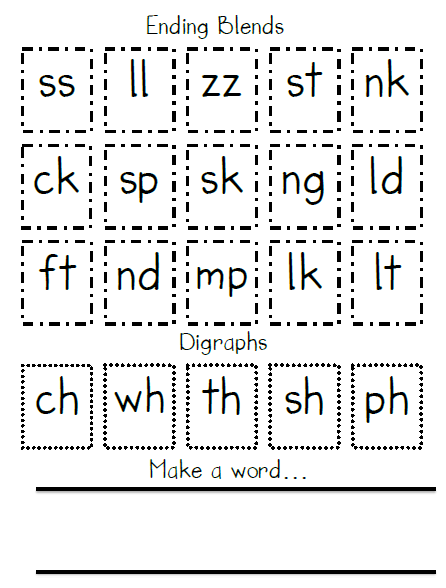 Ending Blends
ss ll zz st nk
ck sp sk ng ld
ft nd mp lk lt
Digraphs
ch wh th sh ph
Make a word...